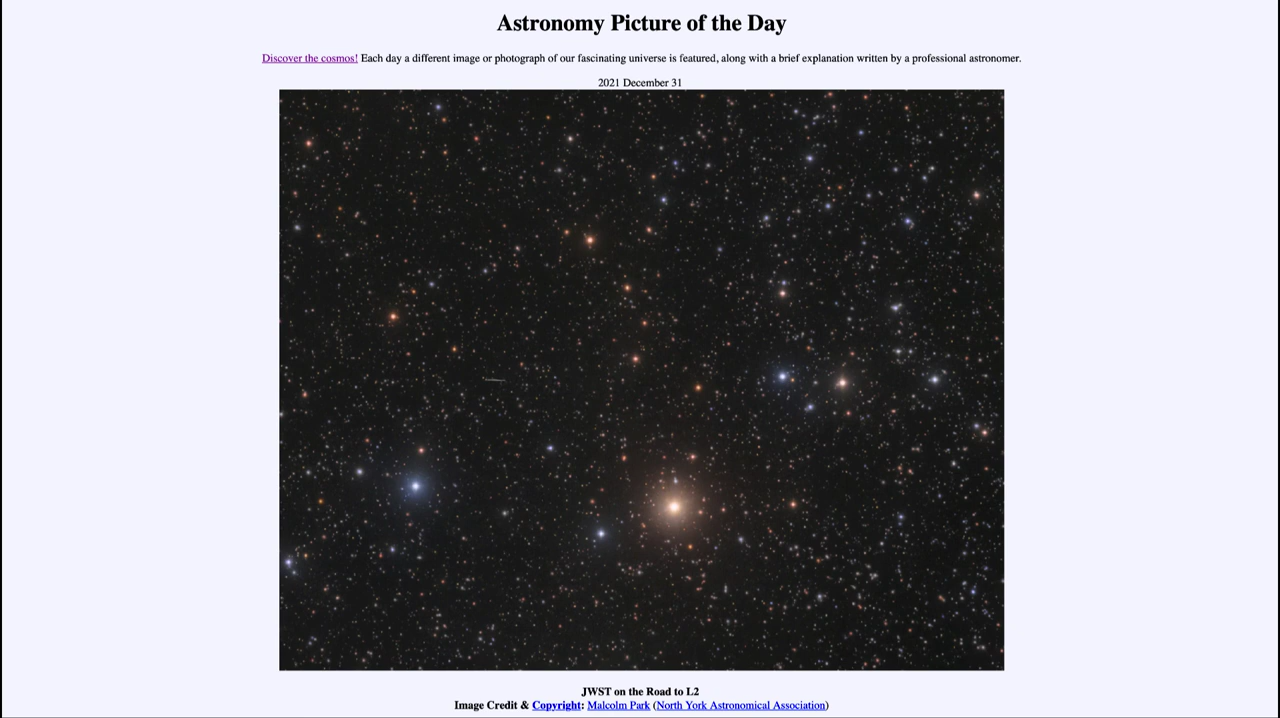 Astronomy Picture of the Day
Discover the cosmos! Each day a different image or photograph of our fascinating universe is featured, along with a brief explanation written by a professional astronomer.
2021 December 31
JWST on the Road to L2
Image Credit & Copyright: Malcolm Park (North York Astronomical Association)